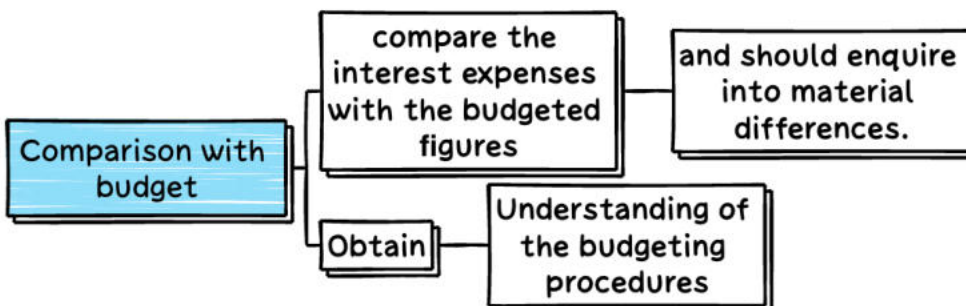 Comparison with
budget
compare the
interest expenses
with the budgeted
figures
and should enquire
into material
differences.
Obtain
Understanding of
the budgeting
procedures